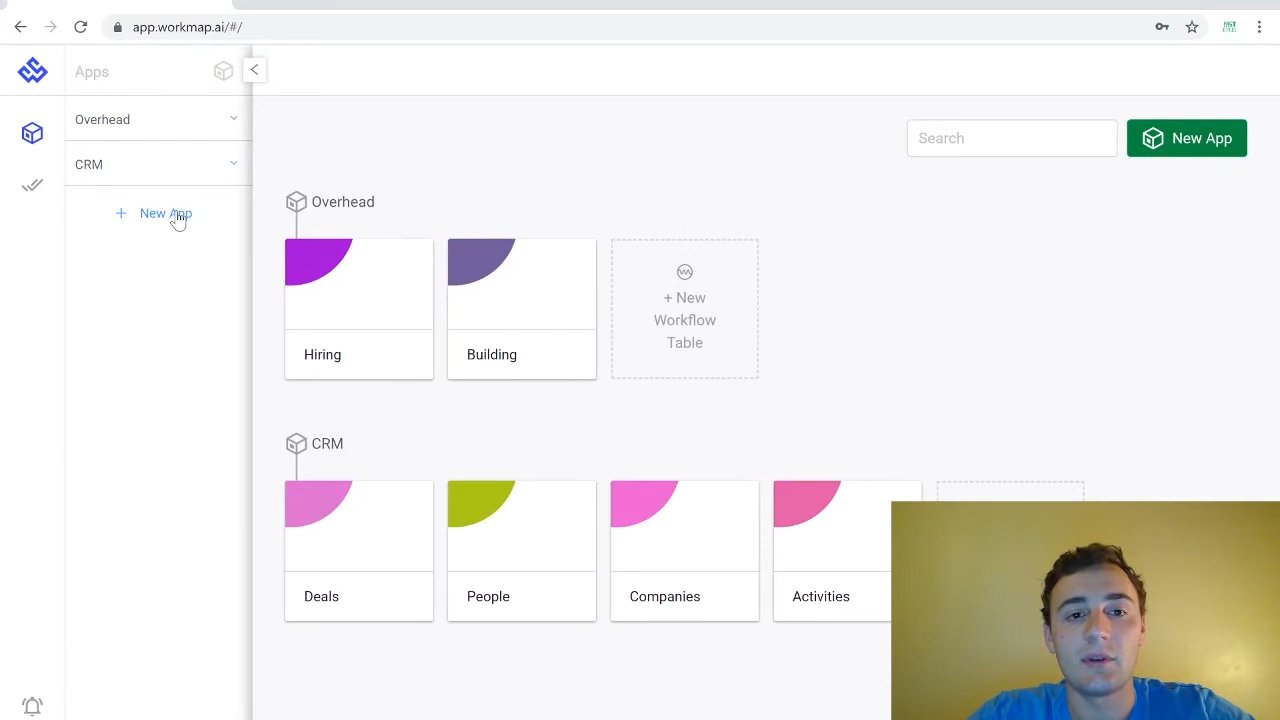 app.workmap.ai/#/
Apps
Overhead
CRM
+ New App
Search
New App
Overhead
Hiring
Building
+ New
Workflow
Table
CRM
Deals
People
Companies
Activities